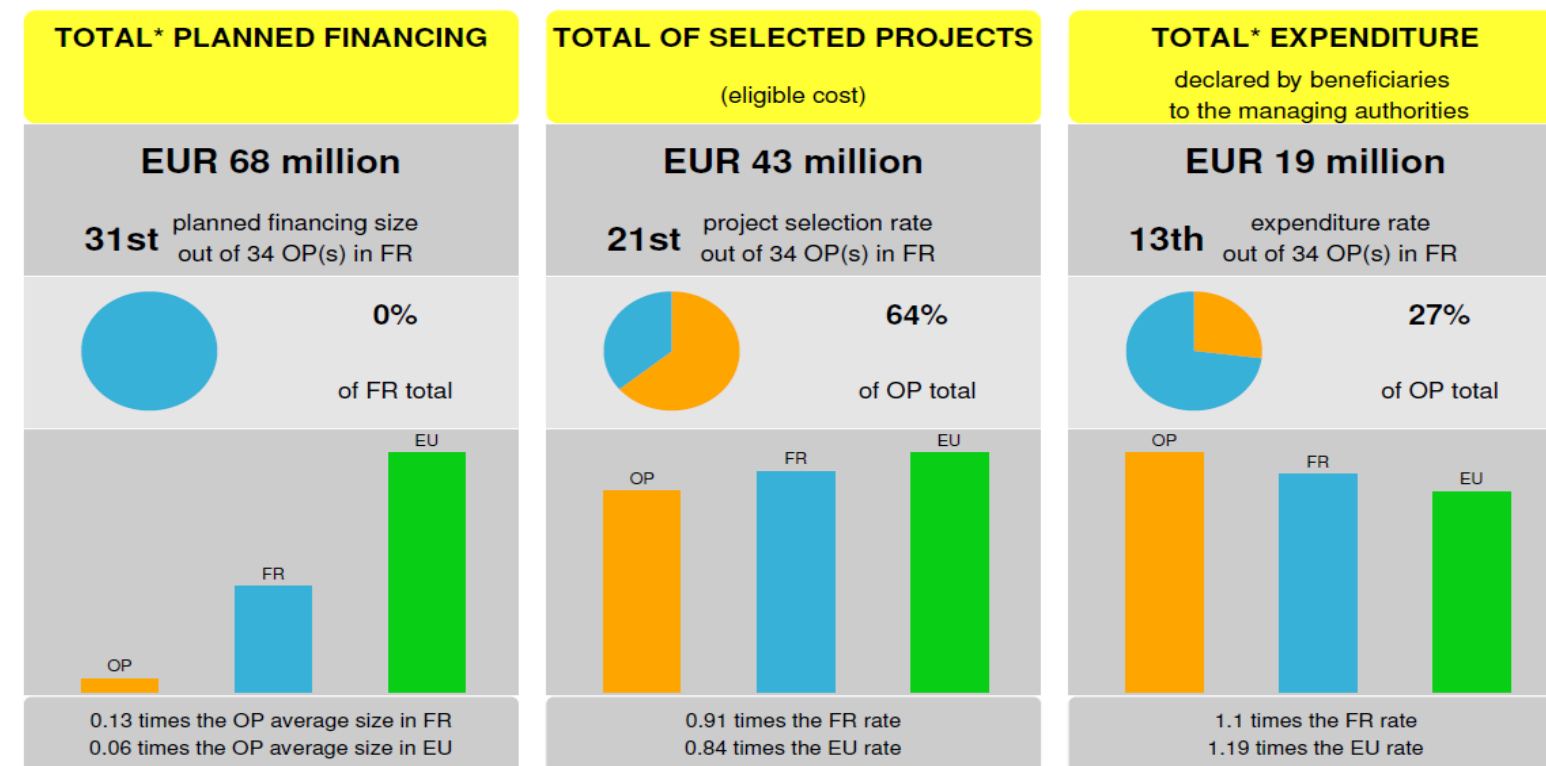 TOTAL* PLANNED FINANCING
EUR 68 million
31st planned financing size
out of 34 OP(s) in FR
0%
of FR total
EU
FR
OP
0.13 times the OP average size in FR
0.06 times the OP average size in EU
TOTAL OF SELECTED PROJECTS
(eligible cost)
EUR 43 million
21st project selection rate
out of 34 OP(s) in FR
64%
of OP total
OP
FR
EU
0.91 times the FR rate
0.84 times the EU rate
TOTAL* EXPENDITURE
declared by beneficiaries
to the managing authorities
EUR 19 million
13th expenditure rate
out of 34 OP(s) in FR
27%
of OP total
OP
FR
EU
1.1 times the FR rate
1.19 times the EU rate